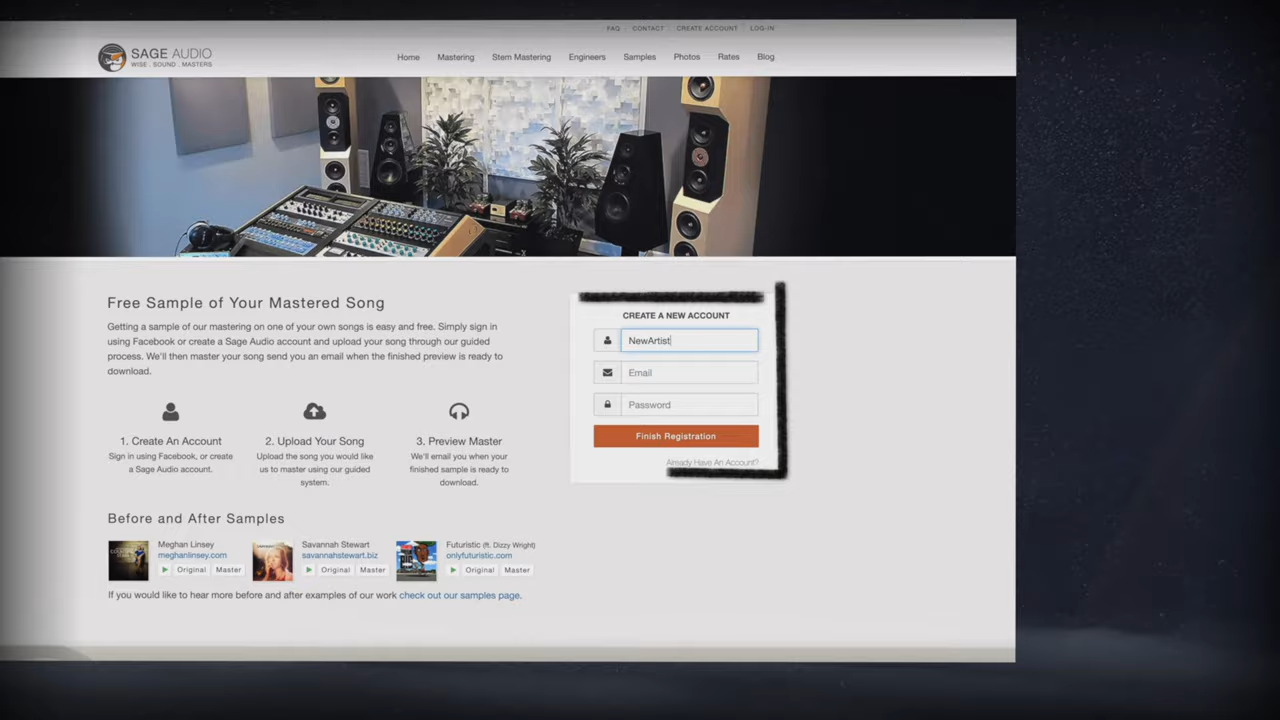 FAQ CONTACT CREATE ACCOUNT LOG-IN
SAGE AUDIO
WISE . SOUND . MASTERS
Home Mastering Stem Mastering Engineers Samples Photos Rates Blog
Free Sample of Your Mastered Song
Getting a sample of our mastering on one of your own songs is easy and free. Simply sign in
using Facebook or create a Sage Audio account and upload your song through our guided
process. We'll then master your song send you an email when the finished preview is ready to
download.
1. Create An Account
Sign in using Facebook, or create
a Sage Audio account.
2. Upload Your Song
Upload the song you would like
us to master using our guided
system.
3. Preview Master
We'll email you when your
finished sample is ready to
download.
CREATE A NEW ACCOUNT
NewArtist
Email
Password
Finish Registration
Already Have An Account?
Before and After Samples
Meghan Linsey
meghanlinsey.com
Original Master
Savannah Stewart
savannahstewart.biz
Original Master
Futuristic (ft. Dizzy Wright)
onlyfuturistic.com
Original Master
If you would like to hear more before and after examples of our work check out our samples page.